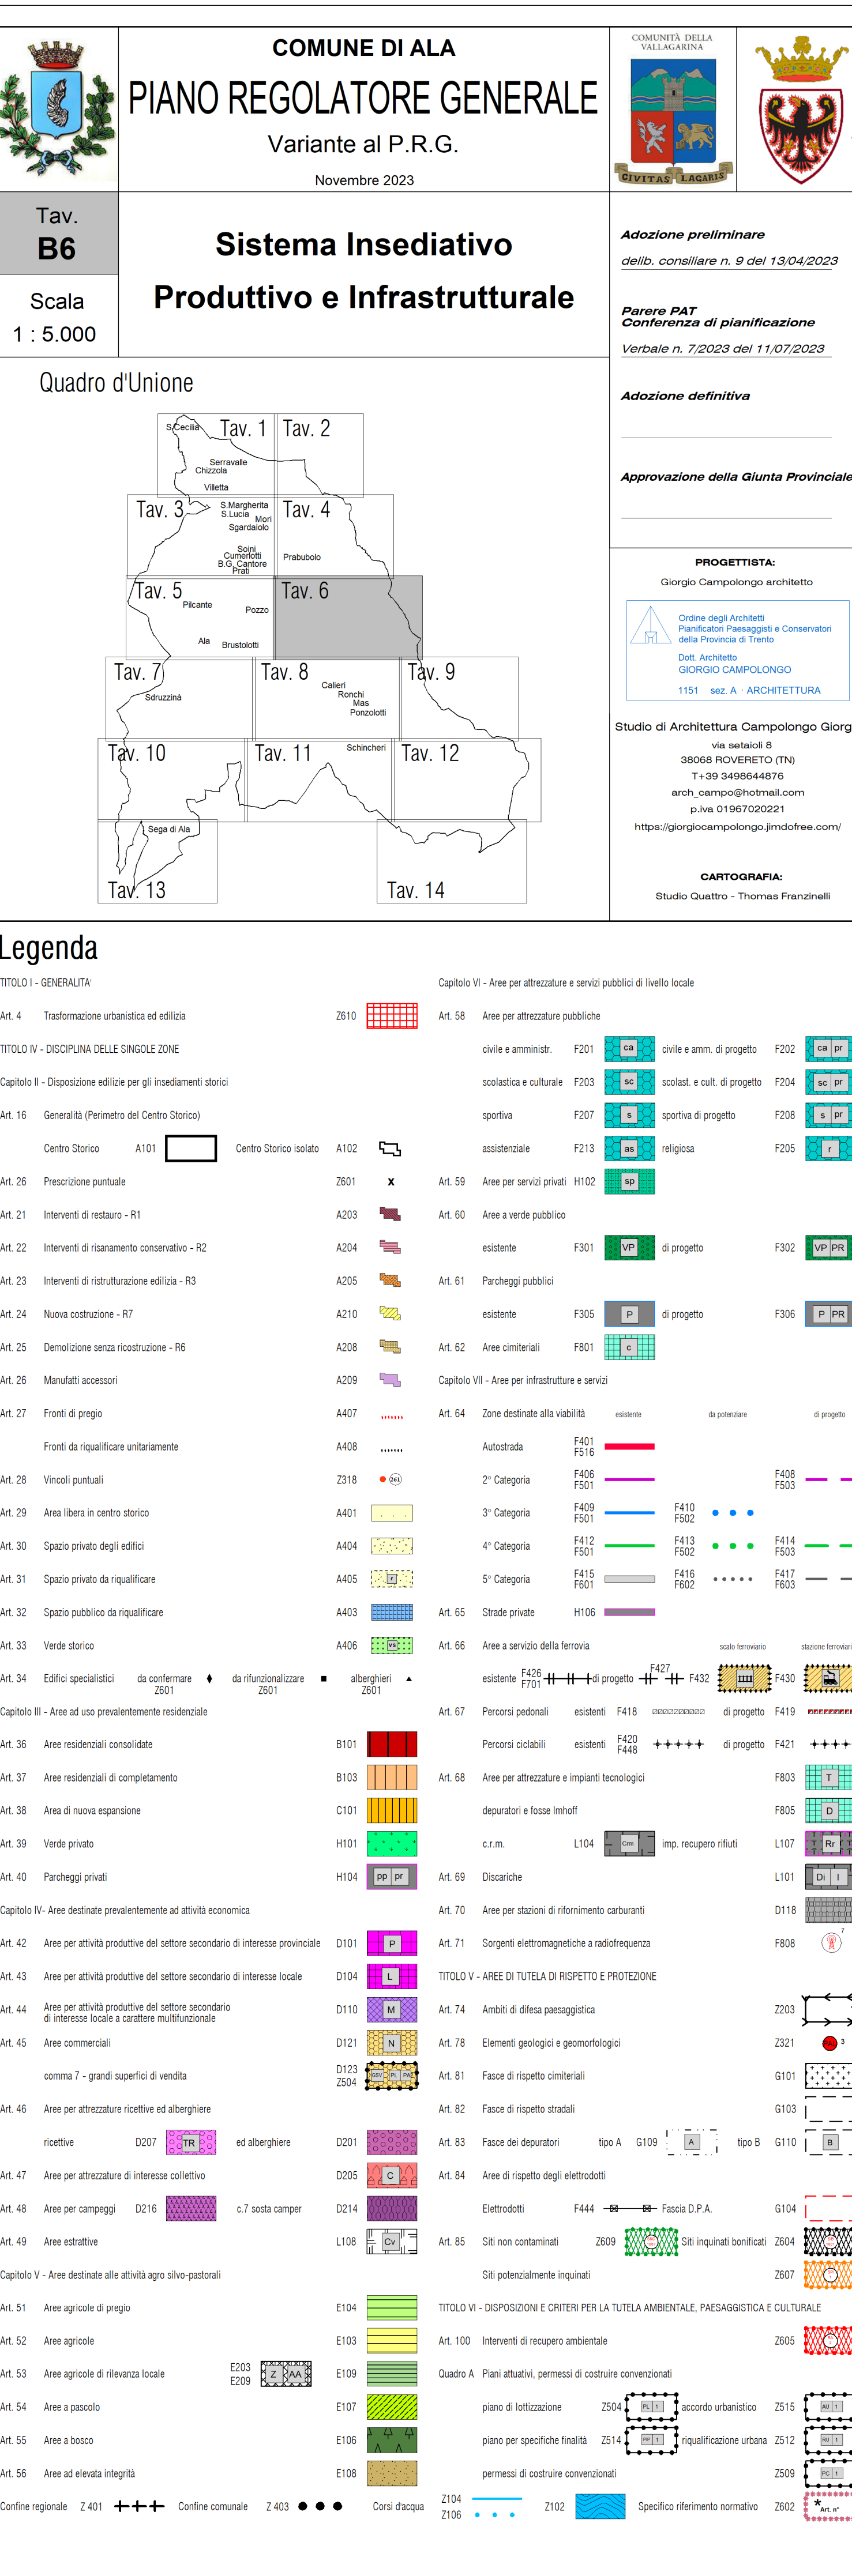 COMUNE DI ALA
PIANO REGOLATORE GENERALE
Variante al P.R.G.
Novembre 2023
COMUNITÀ DELLA
VALLAGARINA
CIVITAS LAGARIS
Tav.
B6
Scala
1 : 5.000
Sistema Insediativo
Produttivo e Infrastrutturale
Adozione preliminare
delib. consiliare n. 9 del 13/04/2023
Parere PAT
Conferenza di pianificazione
Verbale n. 7/2023 del 11/07/2023
Adozione definitiva
Approvazione della Giunta Provinciale
Quadro d'Unione
S.Cecilia
Tav. 1
Tav. 2
Serravalle
Chizzola
Villetta
Tav. 3
S.Margherita
S.Lucia
Mori
Sgardaiolo
Tav. 4
Soini
Cumerlotti
B.G. Cantore
Prati
Prabubolo
Tav. 5
Pilcante
Pozzo
Tav. 6
Ala
Brustolotti
Tav. 7
Sdruzzinà
Tav. 8
Calieri
Ronchi
Mas
Ponzolotti
Tav. 9
Tav. 10
Tav. 11
Schincheri
Tav. 12
Sega di Ala
Tav. 13
Tav. 14
PROGETTISTA:
Giorgio Campolongo architetto
Ordine degli Architetti
Pianificatori Paesaggisti e Conservatori
della Provincia di Trento
Dott. Architetto
GIORGIO CAMPOLONGO
1151 sez. A - ARCHITETTURA
Studio di Architettura Campolongo Giorg
via setaioli 8
38068 ROVERETO (TN)
T+39 3498644876
arch_campo@hotmail.com
p.iva 01967020221
https://giorgiocampolongo.jimdofree.com/
CARTOGRAFIA:
Studio Quattro - Thomas Franzinelli
Legenda
TITOLO I - GENERALITA'
Art. 4 Trasformazione urbanistica ed edilizia Z610
TITOLO IV - DISCIPLINA DELLE SINGOLE ZONE
Capitolo II - Disposizione edilizie per gli insediamenti storici
Art. 16 Generalità (Perimetro del Centro Storico)
Centro Storico A101 Centro Storico isolato A102
Art. 26 Prescrizione puntuale Z601 x
Art. 21 Interventi di restauro - R1 A203
Art. 22 Interventi di risanamento conservativo - R2 A204
Art. 23 Interventi di ristrutturazione edilizia - R3 A205
Art. 24 Nuova costruzione - R7 A210
Art. 25 Demolizione senza ricostruzione - R6 A208
Art. 26 Manufatti accessori A209
Art. 27 Fronti di pregio A407
Fronti da riqualificare unitariamente A408
Art. 28 Vincoli puntuali Z318 261
Art. 29 Area libera in centro storico A401
Art. 30 Spazio privato degli edifici A404
Art. 31 Spazio privato da riqualificare A405 r
Art. 32 Spazio pubblico da riqualificare A403
Art. 33 Verde storico A406 vs
Art. 34 Edifici specialistici da confermare Z601 da rifunzionalizzare Z601 alberghieri Z601
Capitolo III - Aree ad uso prevalentemente residenziale
Art. 36 Aree residenziali consolidate B101
Art. 37 Aree residenziali di completamento B103
Art. 38 Area di nuova espansione C101
Art. 39 Verde privato H101
Art. 40 Parcheggi privati H104 pp pr
Capitolo IV- Aree destinate prevalentemente ad attività economica
Art. 42 Aree per attività produttive del settore secondario di interesse provinciale D101 P
Art. 43 Aree per attività produttive del settore secondario di interesse locale D104 L
Art. 44 Aree per attività produttive del settore secondario
di interesse locale a carattere multifunzionale D110 M
Art. 45 Aree commerciali D121 N
comma 7 - grandi superfici di vendita D123 Z504 GSV PL
Art. 46 Aree per attrezzature ricettive ed alberghiere
ricettive D207 TR ed alberghiere D201
Art. 47 Aree per attrezzature di interesse collettivo D205 C
Art. 48 Aree per campeggi D216 c.7 sosta camper D214
Art. 49 Aree estrattive L108 Cv
Capitolo V - Aree destinate alle attività agro silvo-pastorali
Art. 51 Aree agricole di pregio E104
Art. 52 Aree agricole E103
Art. 53 Aree agricole di rilevanza locale E203 E209 Z AA E109
Art. 54 Aree a pascolo E107
Art. 55 Aree a bosco E106
Art. 56 Aree ad elevata integrità E108
Confine regionale Z 401 Confine comunale Z 403 Corsi d'acqua Z104 Z106 Z102 Specifico riferimento normativo Z602 * Art. n°
Capitolo VI - Aree per attrezzature e servizi pubblici di livello locale
Art. 58 Aree per attrezzature pubbliche
civile e amministr. F201 ca civile e amm. di progetto F202 ca pr
scolastica e culturale F203 sc scolast. e cult. di progetto F204 sc pr
sportiva F207 s sportiva di progetto F208 s pr
assistenziale F213 as religiosa F205 r
Art. 59 Aree per servizi privati H102 sp
Art. 60 Aree a verde pubblico
esistente F301 VP di progetto F302 VP PR
Art. 61 Parcheggi pubblici
esistente F305 P di progetto F306 P PR
Art. 62 Aree cimiteriali F801 c
Capitolo VII - Aree per infrastrutture e servizi
Art. 64 Zone destinate alla viabilità esistente da potenziare di progetto
Autostrada F401 F516
2° Categoria F406 F501 F408 F503
3° Categoria F409 F501 F410 F502
4° Categoria F412 F501 F413 F502 F414 F503
5° Categoria F415 F601 F416 F602 F417 F603
Art. 65 Strade private H106
Art. 66 Aree a servizio della ferrovia scalo ferroviario stazione ferroviari
esistente F426 F701 di progetto F427 F432 F430
Art. 67 Percorsi pedonali esistenti F418 di progetto F419
Percorsi ciclabili esistenti F420 F448 di progetto F421
Art. 68 Aree per attrezzature e impianti tecnologici F803 T
depuratori e fosse Imhoff F805 D
c.r.m. L104 Crm imp. recupero rifiuti L107 Rr
Art. 69 Discariche L101 Di I
Art. 70 Aree per stazioni di rifornimento carburanti D118
Art. 71 Sorgenti elettromagnetiche a radiofrequenza F808 7
TITOLO V - AREE DI TUTELA DI RISPETTO E PROTEZIONE
Art. 74 Ambiti di difesa paesaggistica Z203
Art. 78 Elementi geologici e geomorfologici Z321 3
Art. 81 Fasce di rispetto cimiteriali G101
Art. 82 Fasce di rispetto stradali G103
Art. 83 Fasce dei depuratori tipo A G109 A tipo B G110 B
Art. 84 Aree di rispetto degli elettrodotti
Elettrodotti F444 Fascia D.P.A. G104
Art. 85 Siti non contaminati Z609 Siti inquinati bonificati Z604
Siti potenzialmente inquinati Z607
TITOLO VI - DISPOSIZIONI E CRITERI PER LA TUTELA AMBIENTALE, PAESAGGISTICA E CULTURALE
Art. 100 Interventi di recupero ambientale Z605
Quadro A Piani attuativi, permessi di costruire convenzionati
piano di lottizzazione Z504 PL 1 accordo urbanistico Z515 AU 1
piano per specifiche finalità Z514 PP 1 riqualificazione urbana Z512 RU 1
permessi di costruire convenzionati Z509 PC 1